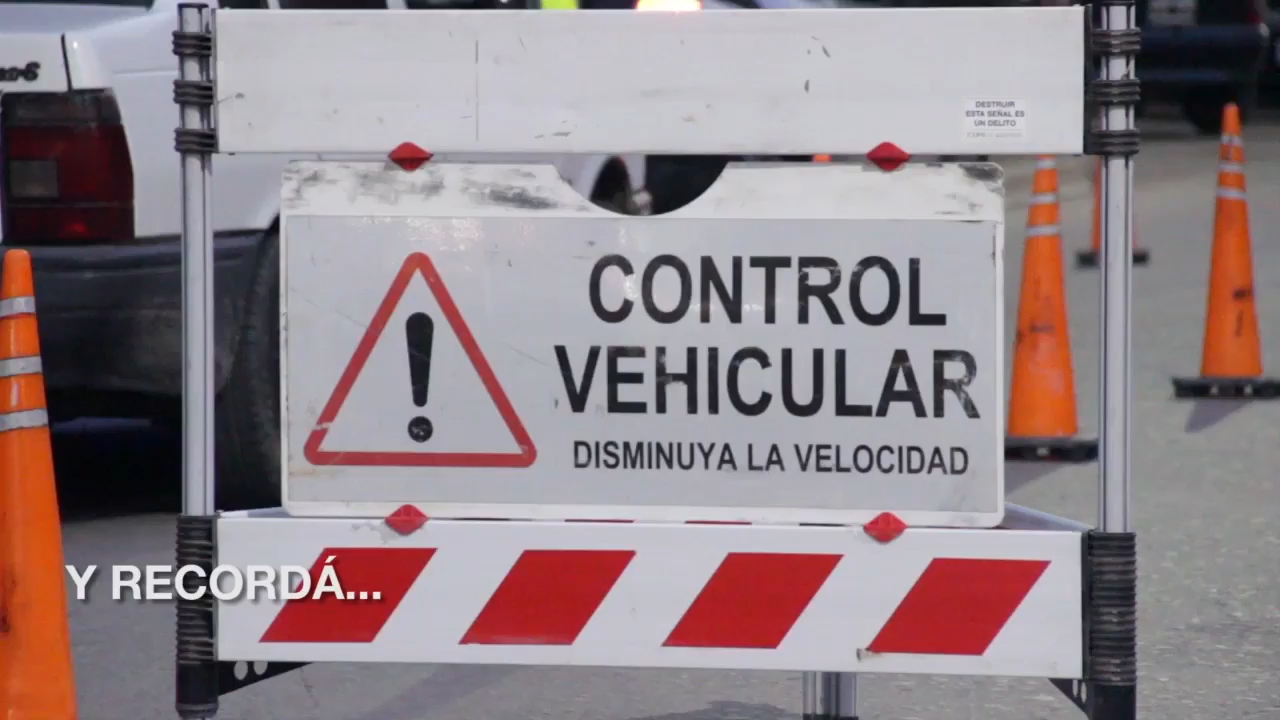 DESTRUIR
ESTA SEÑAL ES
UN DELITO
CONTROL
VEHICULAR
DISMINUYA LA VELOCIDAD
Y RECORDÁ...